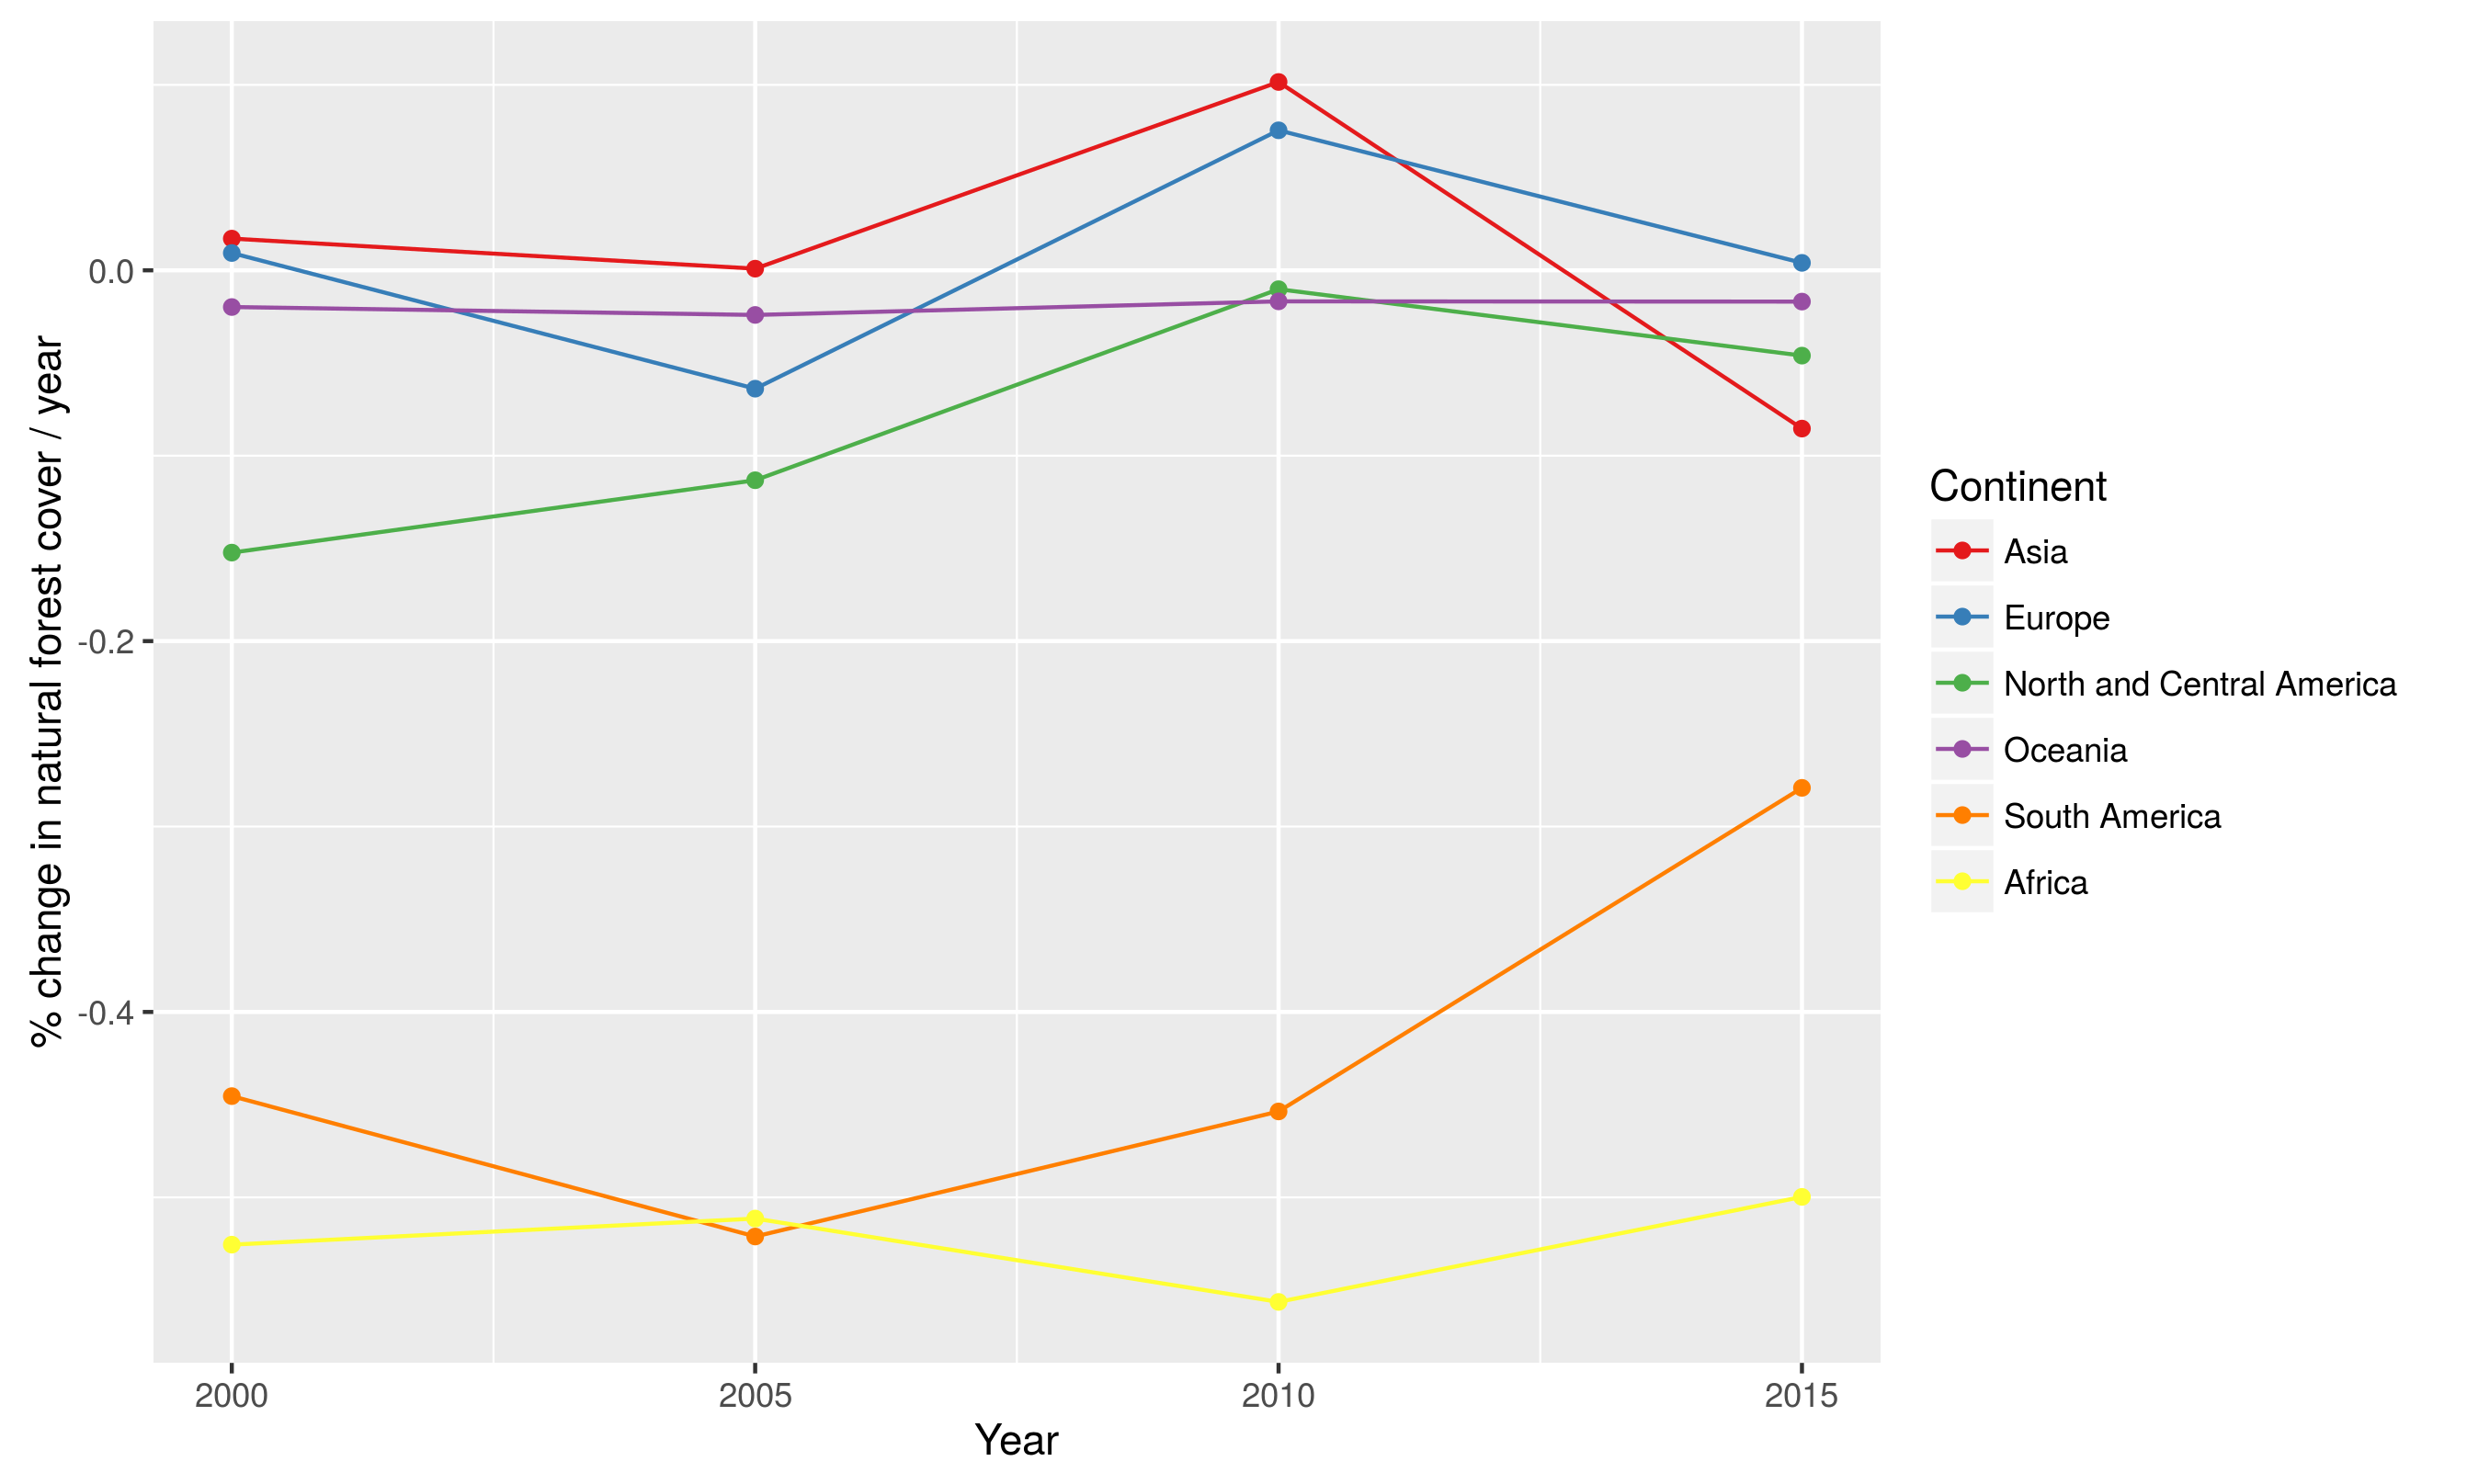 % change in natural forest cover / year
0.0
-0.2
-0.4
2000 2005 2010 2015
Year
Continent
Asia
Europe
North and Central America
Oceania
South America
Africa